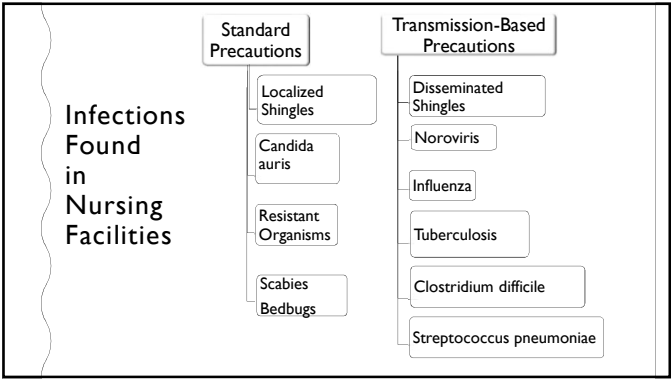 Infections
Found
in
Nursing
Facilities
Standard
Precautions
Localized
Shingles
Candida
auris
Resistant
Organisms
Scabies
Bedbugs
Transmission-Based
Precautions
Disseminated
Shingles
Noroviris
Influenza
Tuberculosis
Clostridium difficile
Streptococcus pneumoniae